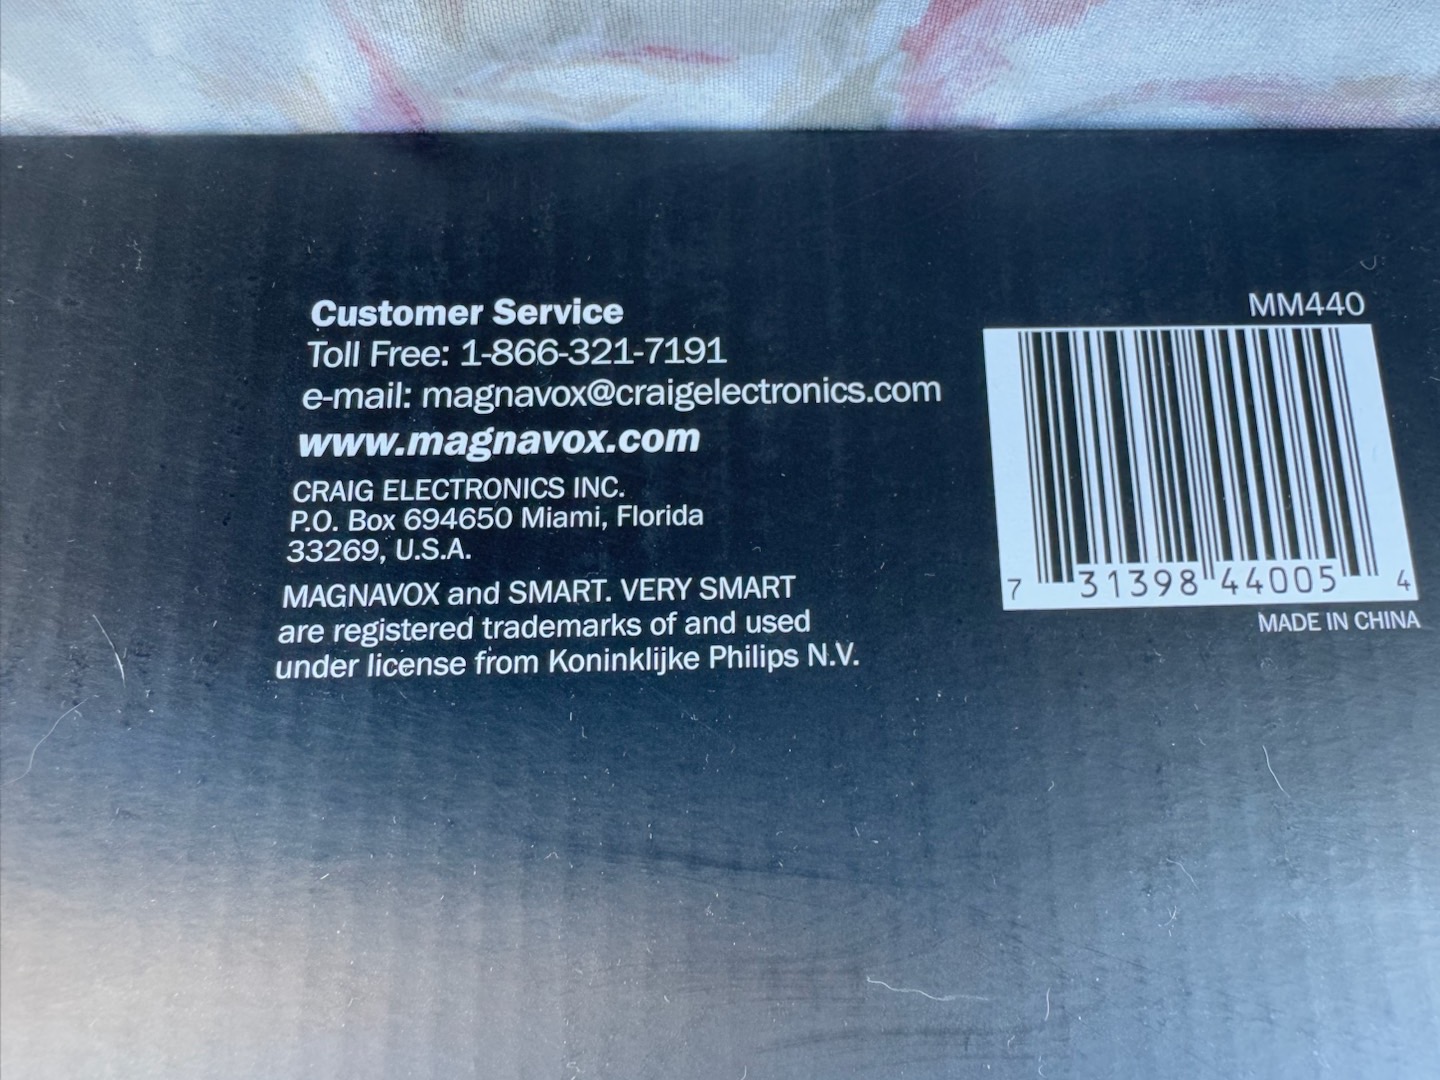 Customer Service
Toll Free: 1-866-321-7191
e-mail: magnavox@craigelectronics.com
www.magnavox.com
CRAIG ELECTRONICS INC.
P.O. Box 694650 Miami, Florida
33269, U.S.A.
MAGNAVOX and SMART. VERY SMART
are registered trademarks of and used
under license from Koninklijke Philips N.V.
MM440
7 31398 44005 4
MADE IN CHINA